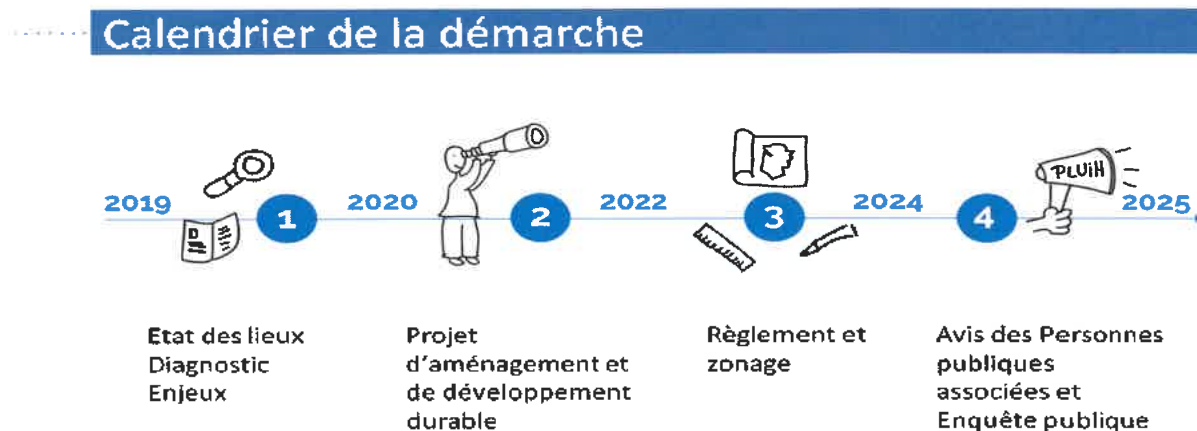 Calendrier de la démarche
2019
1
2020
2
2022
3
2024
4
PLUiH
2025
Etat des lieux
Diagnostic
Enjeux
Projet
d'aménagement et
de développement
durable
Règlement et
zonage
Avis des Personnes
publiques
associées et
Enquête publique